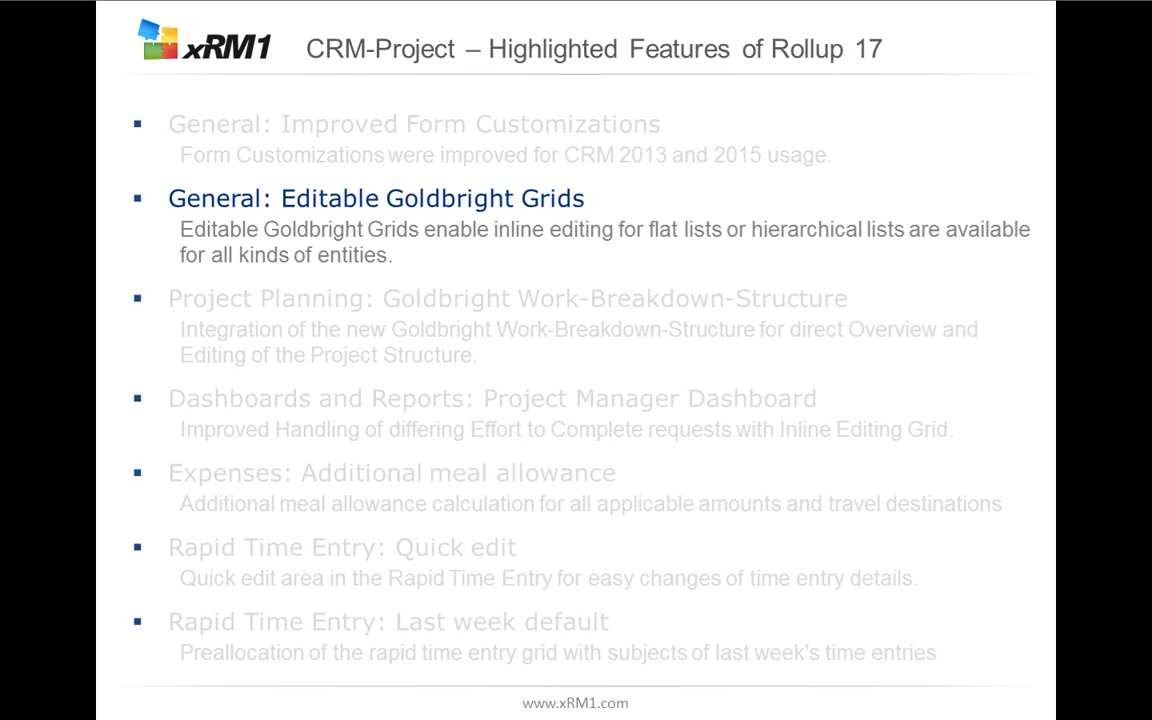 xRM1
CRM-Project – Highlighted Features of Rollup 17
General: Improved Form Customizations
Form Customizations were improved for CRM 2013 and 2015 usage.
General: Editable Goldbright Grids
Editable Goldbright Grids enable inline editing for flat lists or hierarchical lists are available
for all kinds of entities.
Project Planning: Goldbright Work-Breakdown-Structure
Integration of the new Goldbright Work-Breakdown-Structure for direct Overview and
Editing of the Project Structure.
Dashboards and Reports: Project Manager Dashboard
Improved Handling of differing Effort to Complete requests with Inline Editing Grid.
Expenses: Additional meal allowance
Additional meal allowance calculation for all applicable amounts and travel destinations
Rapid Time Entry: Quick edit
Quick edit area in the Rapid Time Entry for easy changes of time entry details.
Rapid Time Entry: Last week default
Preallocation of the rapid time entry grid with subjects of last week's time entries
www.xRM1.com